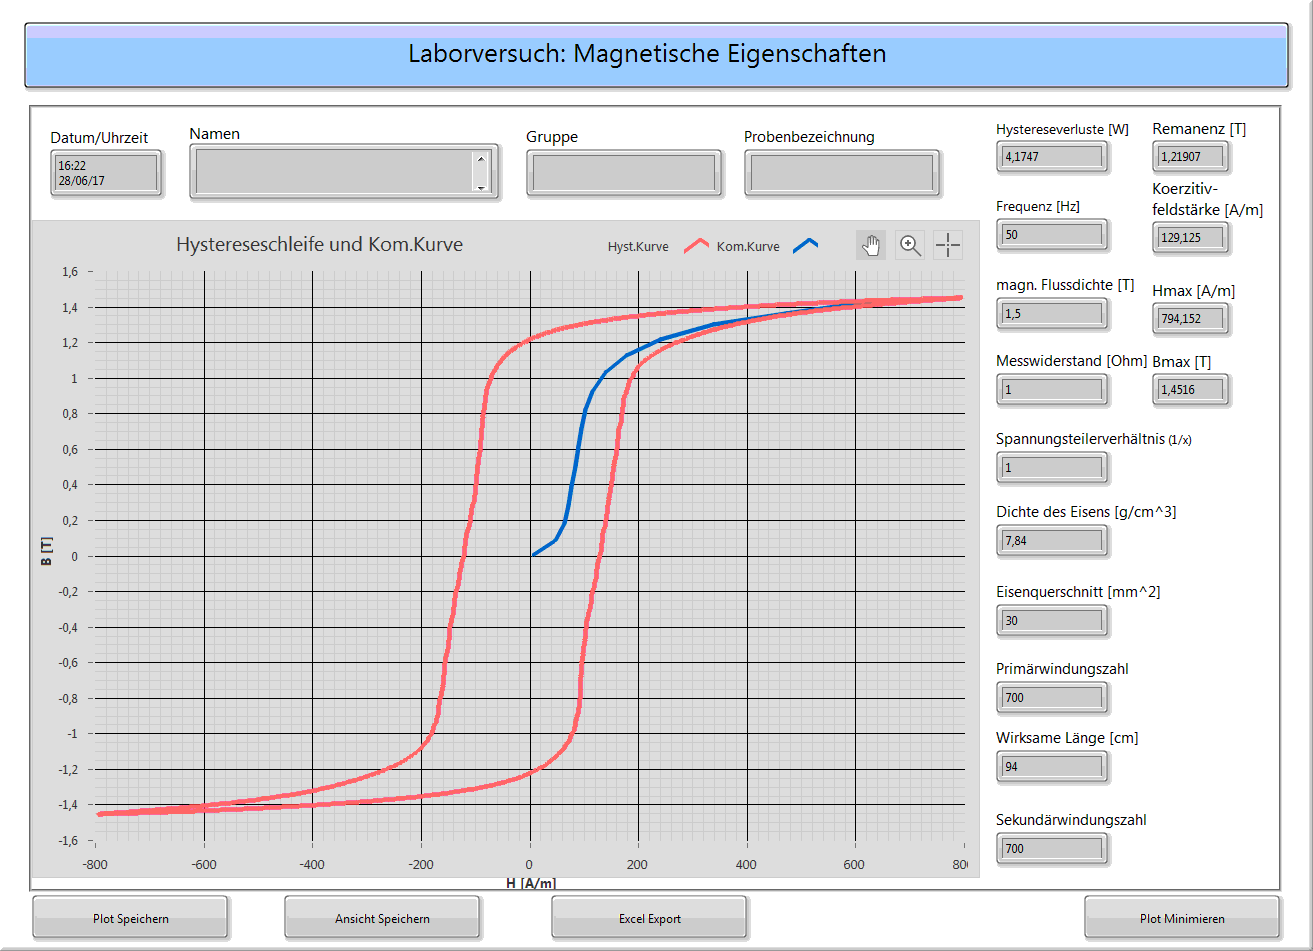 Laborversuch: Magnetische Eigenschaften
Datum/Uhrzeit
16:22
28/06/17
Namen
Gruppe
Probenbezeichnung
Hystereseverluste [W]
4,1747
Remanenz [T]
1,21907
Frequenz [Hz]
50
Koerzitiv-
feldstärke [A/m]
129,125
magn. Flussdichte [T]
1,5
Hmax [A/m]
794,152
Messwiderstand [Ohm]
1
Bmax [T]
1,4516
Spannungsteilerverhältnis (1/x)
1
Dichte des Eisens [g/cm^3]
7,84
Eisenquerschnitt [mm^2]
30
Primärwindungszahl
700
Wirksame Länge [cm]
94
Sekundärwindungszahl
700
Hystereseschleife und Kom.Kurve
Hyst.Kurve
Kom.Kurve
1,6
1,4
1,2
1
0,8
0,6
0,4
0,2
0
-0,2
-0,4
-0,6
-0,8
-1
-1,2
-1,4
-1,6
B [T]
-800 -600 -400 -200 0 200 400 600 80
H [A/m]
Plot Speichern
Ansicht Speichern
Excel Export
Plot Minimieren